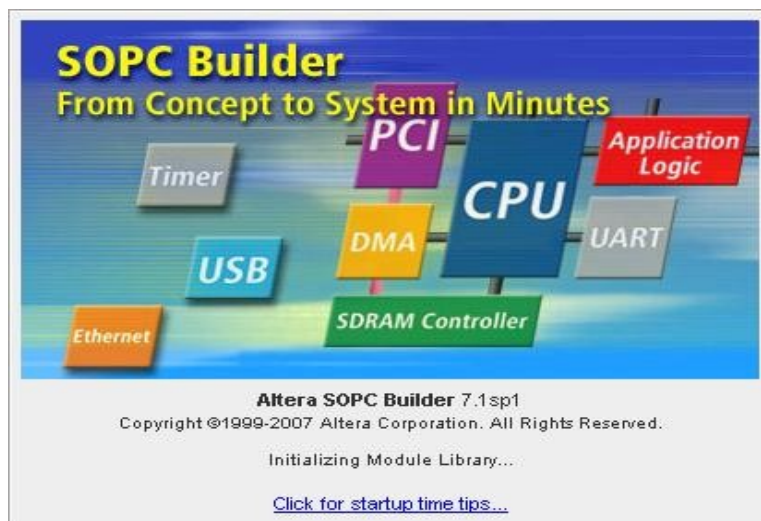 SOPC Builder
From Concept to System in Minutes
PCI
Application
Logic
Timer
CPU
DMA
UART
USB
SDRAM Controller
Ethernet
Altera SOPC Builder 7.1sp1
Copyright ©1999-2007 Altera Corporation. All Rights Reserved.
Initializing Module Library...
Click for startup time tips...